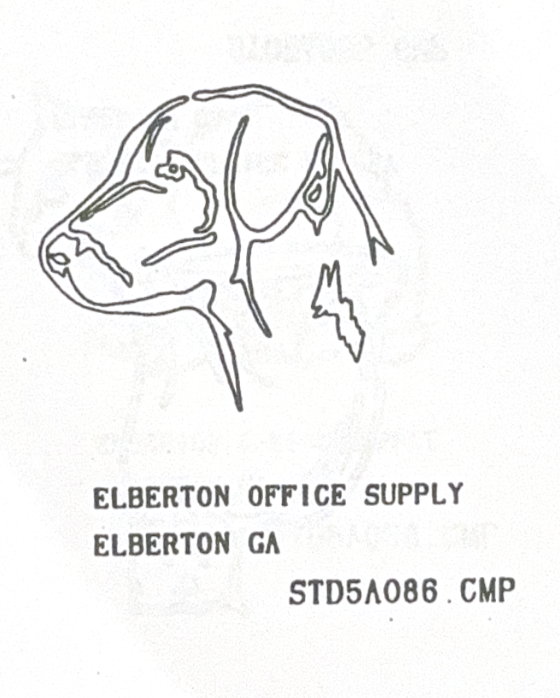 ELBERTON OFFICE SUPPLY
ELBERTON GA
STD5A086.CMP